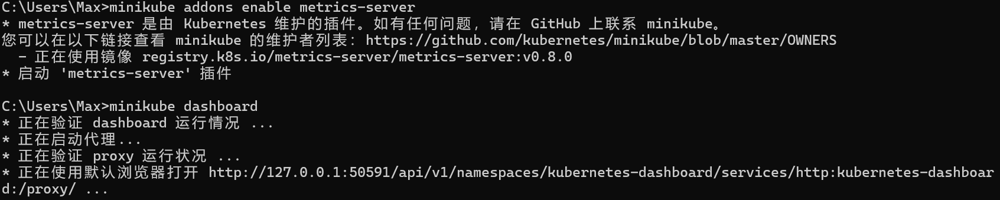 C:\Users\Max>minikube addons enable metrics-server
* metrics-server 是由 Kubernetes 维护的插件。如有任何问题，请在 GitHub 上联系 minikube。
您可以在以下链接查看 minikube 的维护者列表：https://github.com/kubernetes/minikube/blob/master/OWNERS
  - 正在使用镜像 registry.k8s.io/metrics-server/metrics-server:v0.8.0
* 启动 'metrics-server' 插件
C:\Users\Max>minikube dashboard
* 正在验证 dashboard 运行情况 ...
* 正在启动代理...
* 正在验证 proxy 运行状况 ...
* 正在使用默认浏览器打开 http://127.0.0.1:50591/api/v1/namespaces/kubernetes-dashboard/services/http:kubernetes-dashboar
d:/proxy/ ...